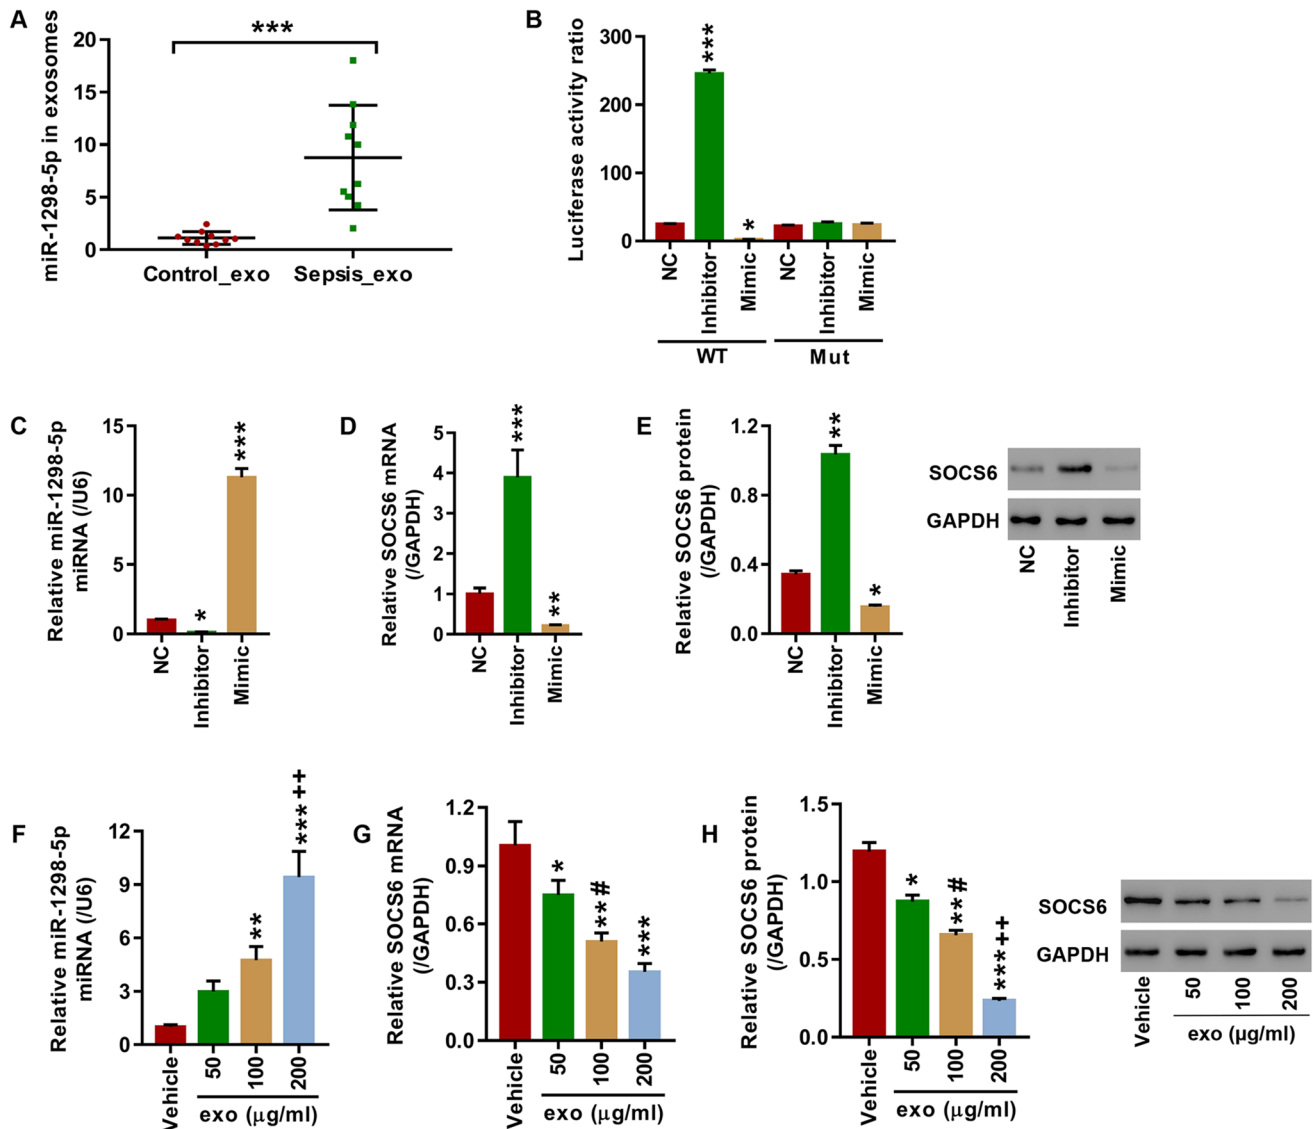 A
miR-1298-5p in exosomes
20
15
10
5
0
***
Control_exo
Sepsis_exo
B
Luciferase activity ratio
300
200
100
0
***
*
NC
Inhibitor
Mimic
NC
Inhibitor
Mimic
WT
Mut
C
Relative miR-1298-5p
miRNA (/U6)
15
10
5
0
*
***
NC
Inhibitor
Mimic
D
Relative SOCS6 mRNA
(/GAPDH)
5
4
3
2
1
0
***
**
NC
Inhibitor
Mimic
E
Relative SOCS6 protein
(/GAPDH)
1.2
0.8
0.4
0.0
**
*
NC
Inhibitor
Mimic
SOCS6
GAPDH
NC
Inhibitor
Mimic
F
Relative miR-1298-5p
miRNA (/U6)
12
9
6
3
0
**
***++
Vehicle
50
100
200
exo (μg/ml)
G
Relative SOCS6 mRNA
(/GAPDH)
1.2
0.9
0.6
0.3
0.0
*
**#
***
Vehicle
50
100
200
exo (μg/ml)
H
Relative SOCS6 protein
(/GAPDH)
1.5
1.0
0.5
0.0
*
**#
***++
Vehicle
50
100
200
exo (μg/ml)
SOCS6
GAPDH
Vehicle
50
100
200
exo (μg/ml)